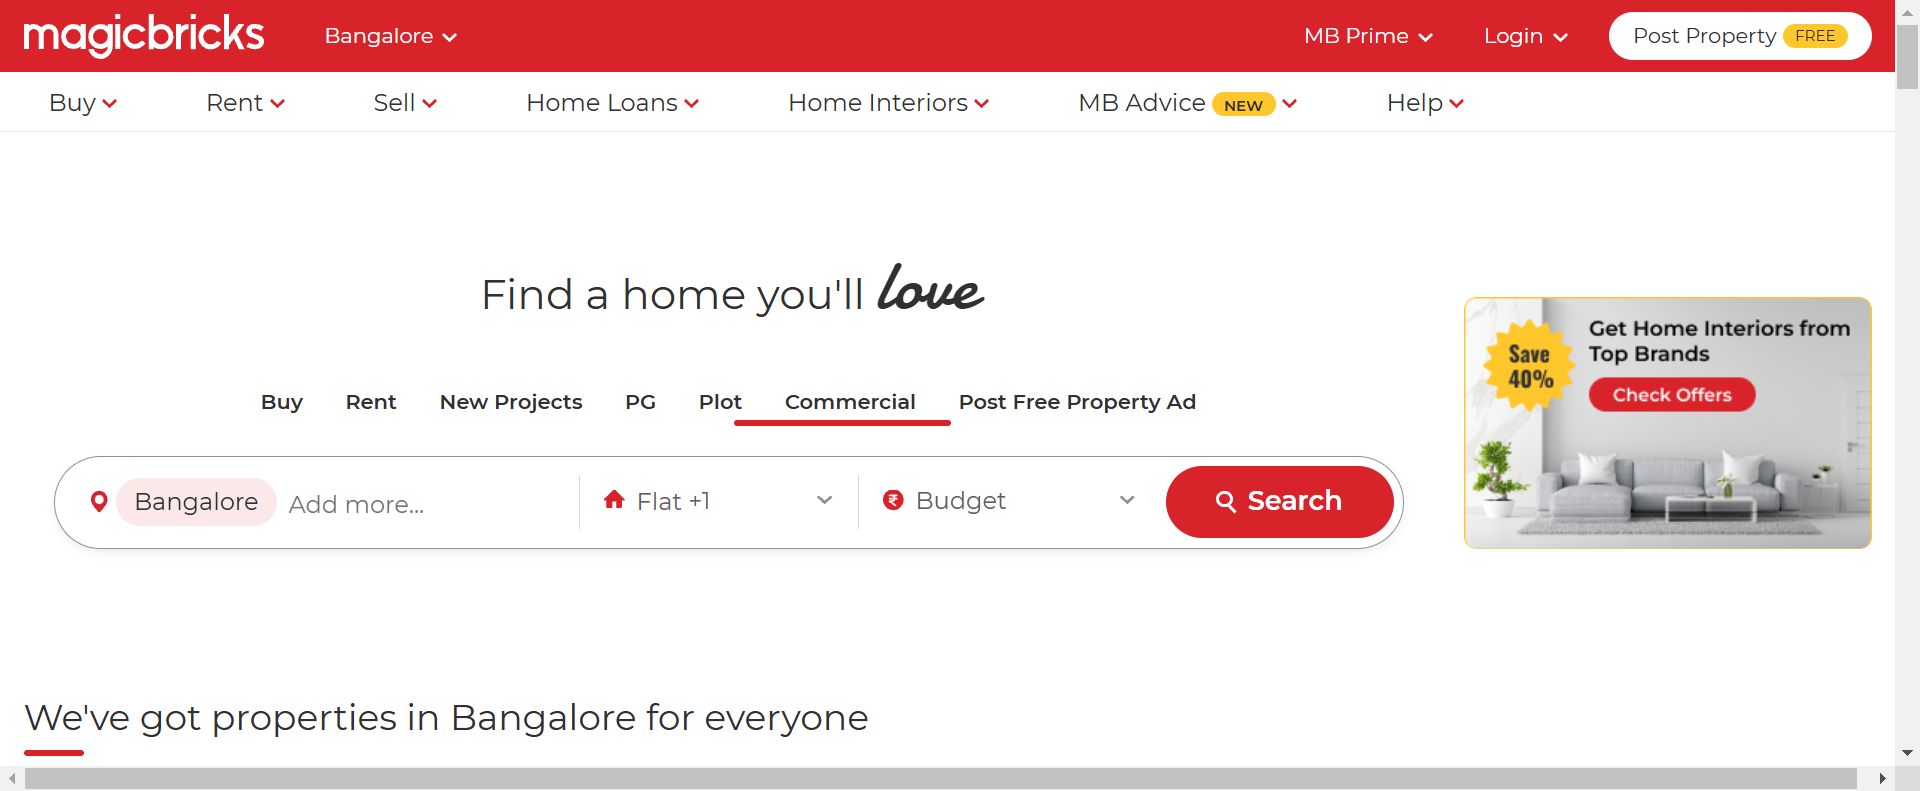 magicbricks
Bangalore
MB Prime
Login
Post Property FREE
Buy
Rent
Sell
Home Loans
Home Interiors
MB Advice NEW
Help
Find a home you'll love
Buy
Rent
New Projects
PG
Plot
Commercial
Post Free Property Ad
Bangalore
Add more...
Flat +1
Budget
Search
Save
40%
Get Home Interiors from
Top Brands
Check Offers
We've got properties in Bangalore for everyone